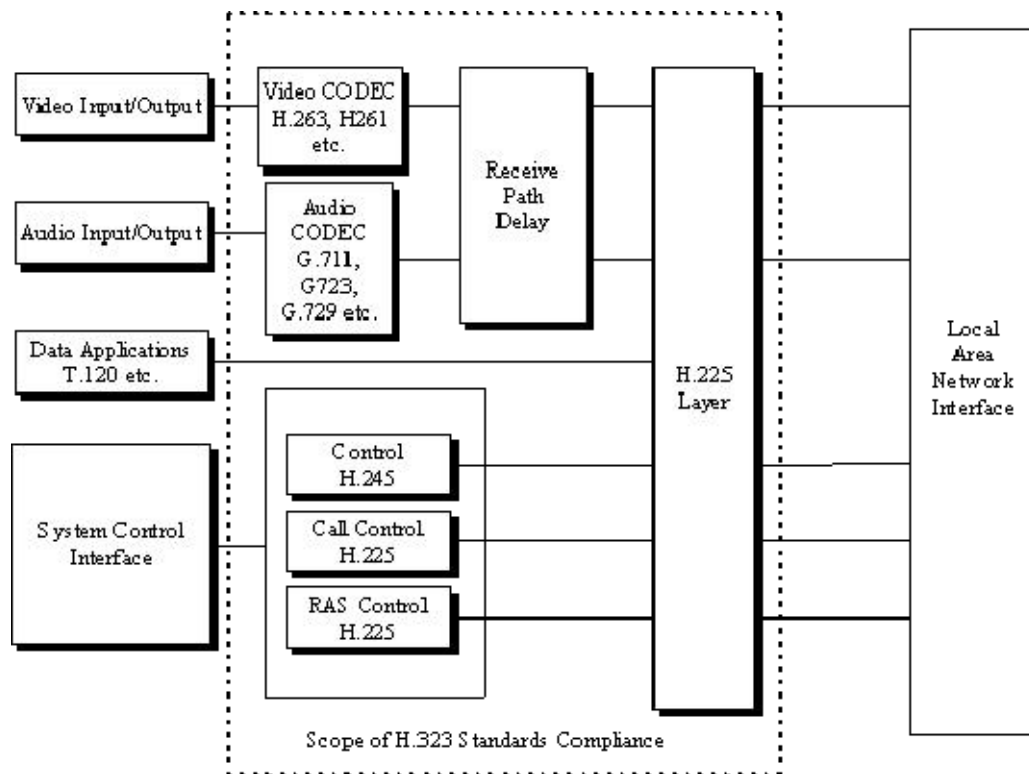 Video Input/Output
Video CODEC
H.263, H261
etc.
Receive
Path
Delay
Audio Input/Output
Audio
CODEC
G.711,
G723,
G.729 etc.
Data Applications
T.120 etc.
H.225
Layer
Local
Area
Network
Interface
System Control
Interface
Control
H.245
Call Control
H.225
RAS Control
H.225
Scope of H.323 Standards Compliance